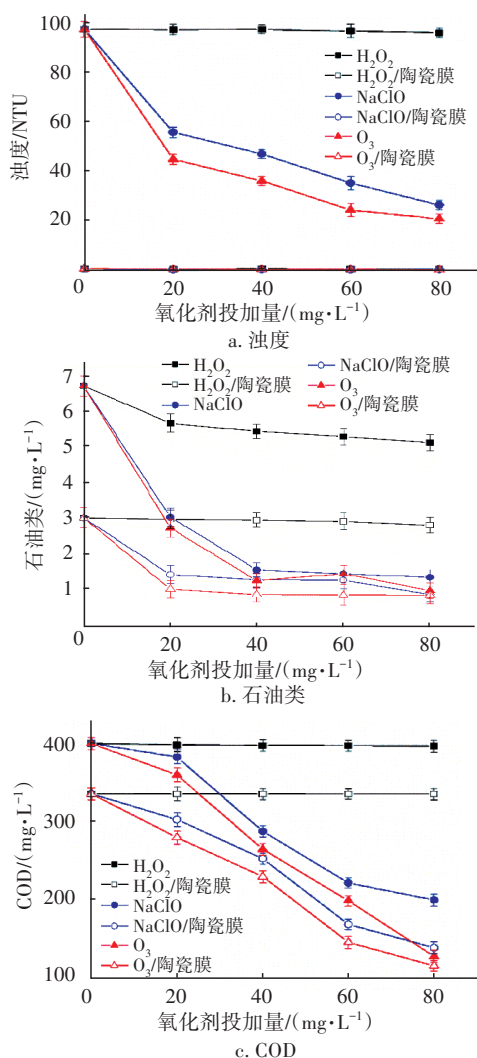 100
80
60
40
20
浊度/NTU
H₂O₂
H₂O₂/陶瓷膜
NaClO
NaClO/陶瓷膜
O₃
O₃/陶瓷膜
0 20 40 60 80
氧化剂投加量/(mg·L⁻¹)
a. 浊度
7
6
5
4
3
2
1
石油类/(mg·L⁻¹)
H₂O₂
H₂O₂/陶瓷膜
NaClO
NaClO/陶瓷膜
O₃
O₃/陶瓷膜
0 20 40 60 80
氧化剂投加量/(mg·L⁻¹)
b. 石油类
400
300
200
100
COD/(mg·L⁻¹)
H₂O₂
H₂O₂/陶瓷膜
NaClO
NaClO/陶瓷膜
O₃
O₃/陶瓷膜
0 20 40 60 80
氧化剂投加量/(mg·L⁻¹)
c. COD